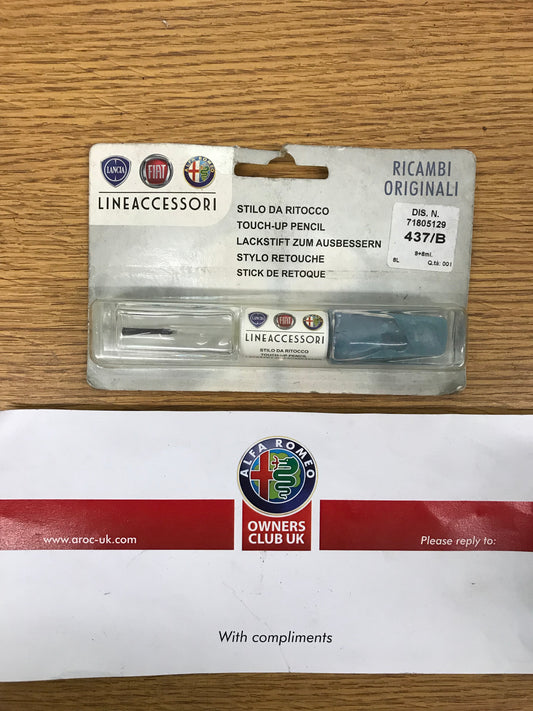 LANCIA
FIAT
ALFA ROMEO
LINEACCESSORI
RICAMBI
ORIGINALI
STILO DA RITOCCO
TOUCH-UP PENCIL
LACKSTIFT ZUM AUSBESSERN
STYLO RETOUCHE
STICK DE RETOQUE
DIS. N.
71805129
437/B
8+8ml.
SL Q.tà: 001
LINEACCESSORI
STILO DA RITOCCO
TOUCH-UP PENCIL
ALFA ROMEO
OWNERS
CLUB UK
www.aroc-uk.com
Please reply to:
With compliments